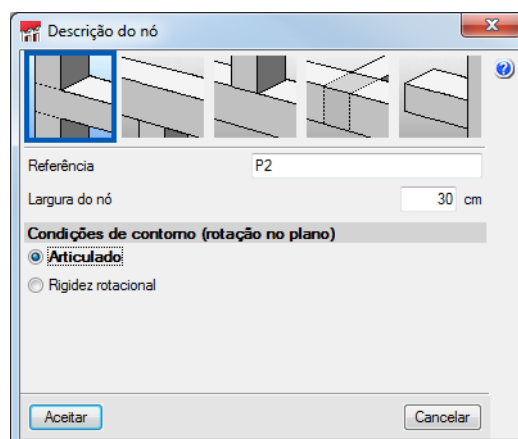 Descrição do nó
Referência P2
Largura do nó 30 cm
Condições de contorno (rotação no plano)
Articulado
Rigidez rotacional
Aceitar Cancelar